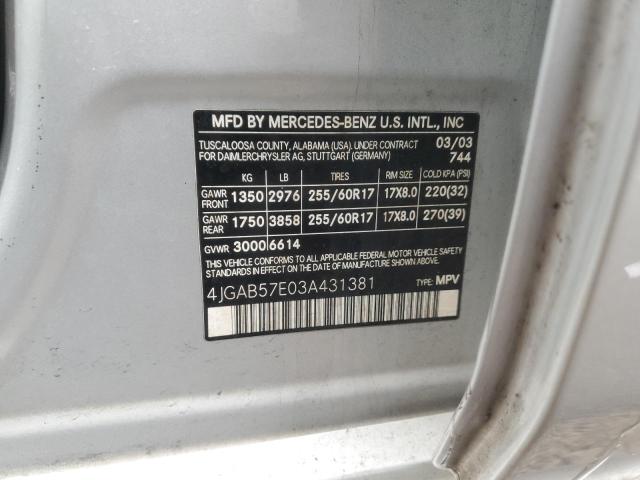 MFD BY MERCEDES-BENZ U.S. INTL., INC
TUSCALOOSA COUNTY, ALABAMA (USA), UNDER CONTRACT 03/03
FOR DAIMLERCHRYSLER AG, STUTTGART (GERMANY) 744
KG LB TIRES RIM SIZE COLD KPA (PSI)
GAWR FRONT 1350 2976 255/60R17 17X8.0 220(32)
GAWR REAR 1750 3858 255/60R17 17X8.0 270(39)
GVWR 3000 6614
THIS VEHICLE CONFORMS TO ALL APPLICABLE FEDERAL MOTOR VEHICLE SAFETY
STANDARDS IN EFFECT ON THE DATE OF MANUFACTURE SHOWN ABOVE.
4JGAB57E03A431381 TYPE: MPV